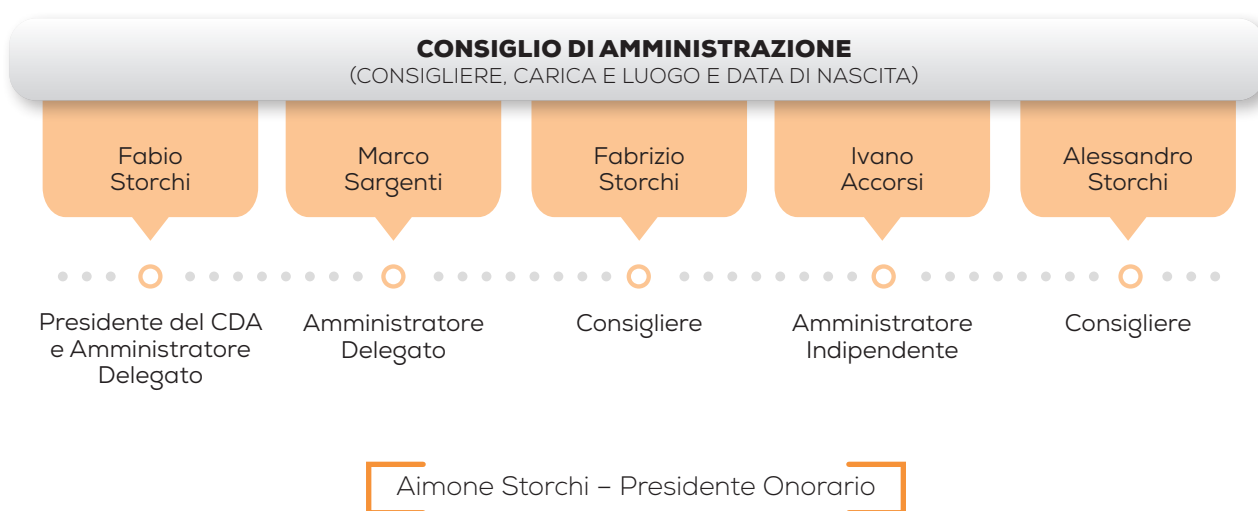 CONSIGLIO DI AMMINISTRAZIONE
(CONSIGLIERE, CARICA E LUOGO E DATA DI NASCITA)
Fabio
Storchi
Marco
Sargenti
Fabrizio
Storchi
Ivano
Accorsi
Alessandro
Storchi
Presidente del CDA
e Amministratore
Delegato
Amministratore
Delegato
Consigliere
Amministratore
Indipendente
Consigliere
Aimone Storchi – Presidente Onorario